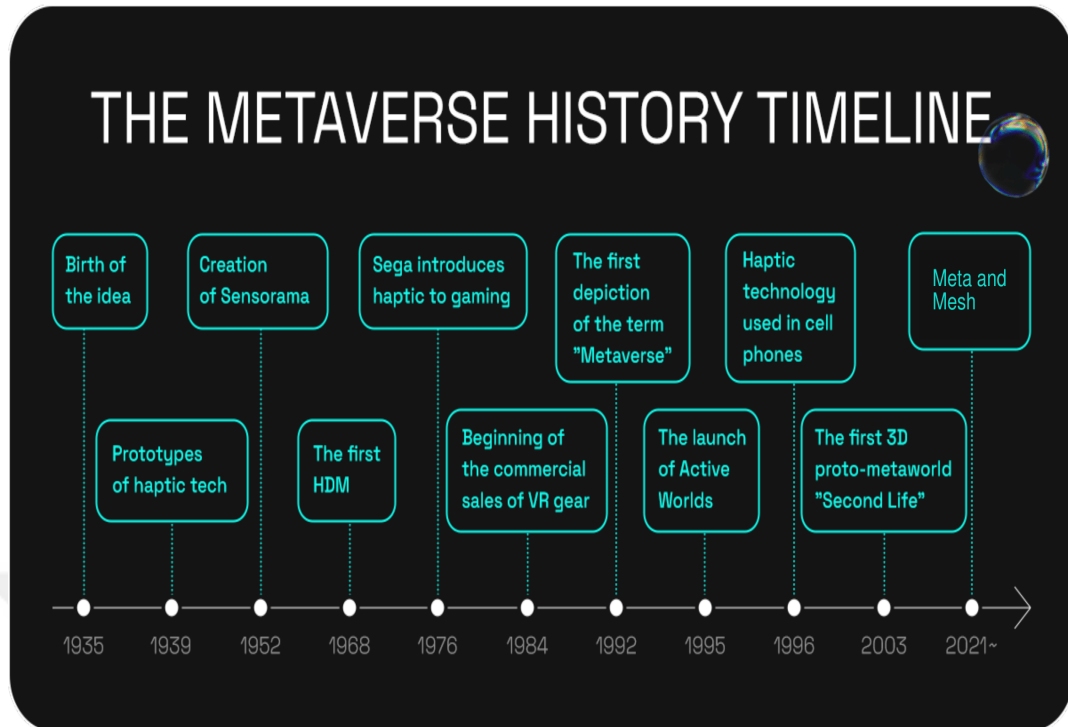 THE METAVERSE HISTORY TIMELINE
Birth of
the idea
Creation
of Sensorama
Sega introduces
haptic to gaming
The first
depiction
of the term
"Metaverse"
Haptic
technology
used in cell
phones
Meta and
Mesh
Prototypes
of haptic tech
The first
HDM
Beginning of
the commercial
sales of VR gear
The launch
of Active
Worlds
The first 3D
proto-metaworld
"Second Life"
1935 1939 1952 1968 1976 1984 1992 1995 1996 2003 2021~